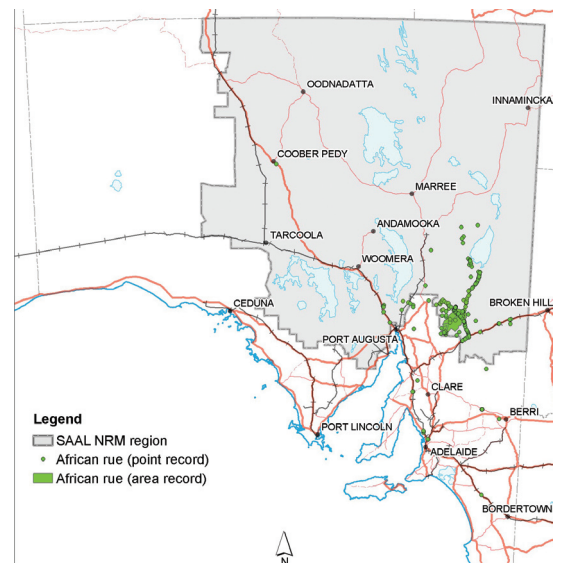 OODNADATTA
INNAMINCKA
COOBER PEDY
MARREE
ANDAMOOKA
TARCOOLA
WOOMERA
CEDUNA
BROKEN HILL
PORT AUGUSTA
CLARE
BERRI
PORT LINCOLN
ADELAIDE
BORDERTOWN
Legend
SAAL NRM region
African rue (point record)
African rue (area record)
N